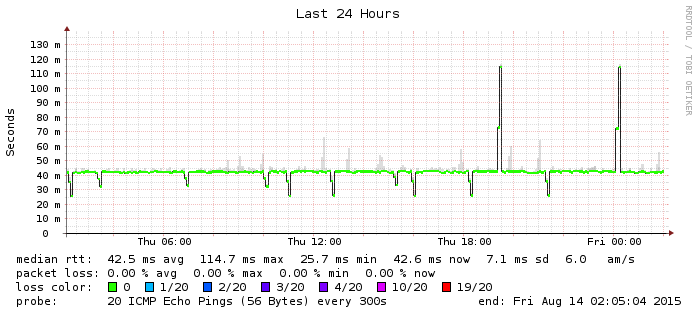 Last 24 Hours
RRDTOOL / TOBI OETIKER
Seconds
130 m
120 m
110 m
100 m
90 m
80 m
70 m
60 m
50 m
40 m
30 m
20 m
10 m
0
Thu 06:00 Thu 12:00 Thu 18:00 Fri 00:00
median rtt: 42.5 ms avg 114.7 ms max 25.7 ms min 42.6 ms now 7.1 ms sd 6.0 am/s
packet loss: 0.00 % avg 0.00 % max 0.00 % min 0.00 % now
loss color: 0 1/20 2/20 3/20 4/20 10/20 19/20
probe: 20 ICMP Echo Pings (56 Bytes) every 300s end: Fri Aug 14 02:05:04 2015